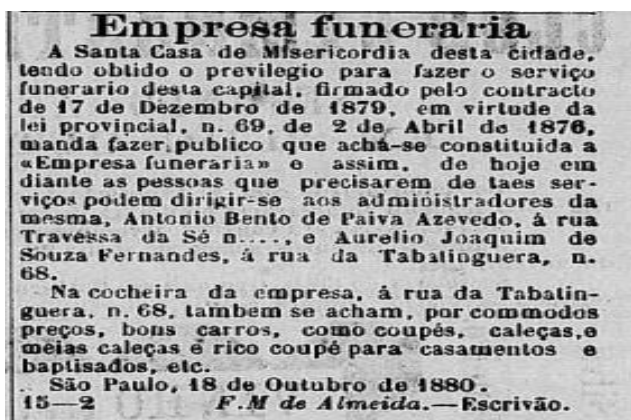 Empresa funeraria
A Santa Casa de Misericordia desta cidade,
tendo obtido o previlegio para fazer o serviço
funerario desta capital, firmado pelo contracto
de 17 de Dezembro de 1879, em virtude da
lei provincial, n. 69, de 2 de Abril de 1876,
manda fazer publico que achá-se constituida a
«Empresa funeraria» e assim, de hoje em
diante as pessoas que precisarem de taes ser-
viços podem dirigir-se aos administradores da
mesma, Antonio Bento de Paiva Azevedo, á rua
Travessa da Sé n...., e Aurelio Joaquim de
Souza Fernandes, á rua da Tabatinguera, n.
68.
Na cocheira da empresa, á rua da Tabatin-
guera, n. 68, tambem se acham, por commodos
preços, bons carros, como coupés, caleças,e
meias caleças e rico coupé para casamentos e
baptisados, etc.
São Paulo, 18 de Outubro de 1880.
15—2 F.M de Almeida.—Escrivão.